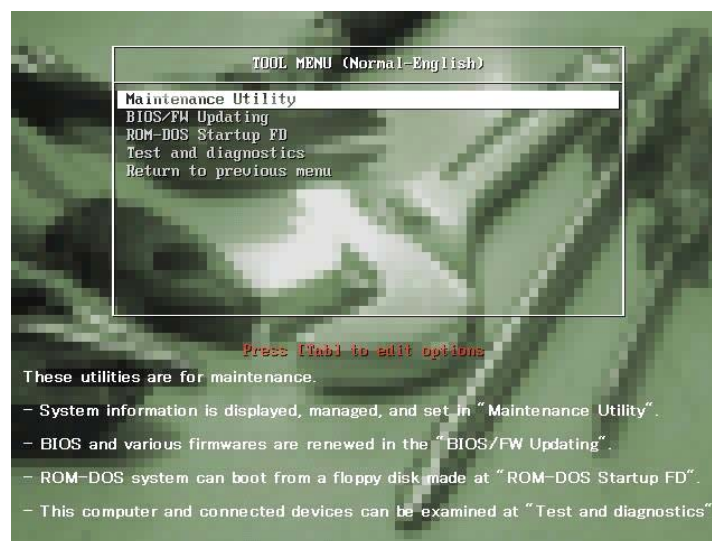 TOOL MENU (Normal-English)
Maintenance Utility
BIOS/FW Updating
ROM-DOS Startup FD
Test and diagnostics
Return to previous menu
Press [Tab] to edit options
These utilities are for maintenance.
- System information is displayed, managed, and set in "Maintenance Utility".
- BIOS and various firmwares are renewed in the "BIOS/FW Updating".
- ROM-DOS system can boot from a floppy disk made at "ROM-DOS Startup FD".
- This computer and connected devices can be examined at "Test and diagnostics"